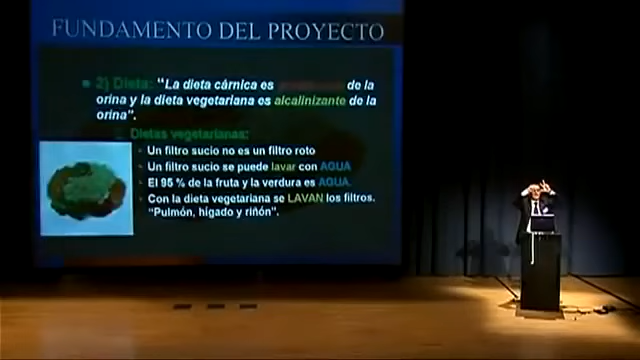 FUNDAMENTO DEL PROYECTO
2) Dieta: "La dieta cárnica es de la
orina y la dieta vegetariana es alcalinizante de la
orina".
Dietas vegetarianas:
Un filtro sucio no es un filtro roto
Un filtro sucio se puede lavar con AGUA
El 95 % de la fruta y la verdura es AGUA.
Con la dieta vegetariana se LAVAN los filtros.
"Pulmón, hígado y riñón".